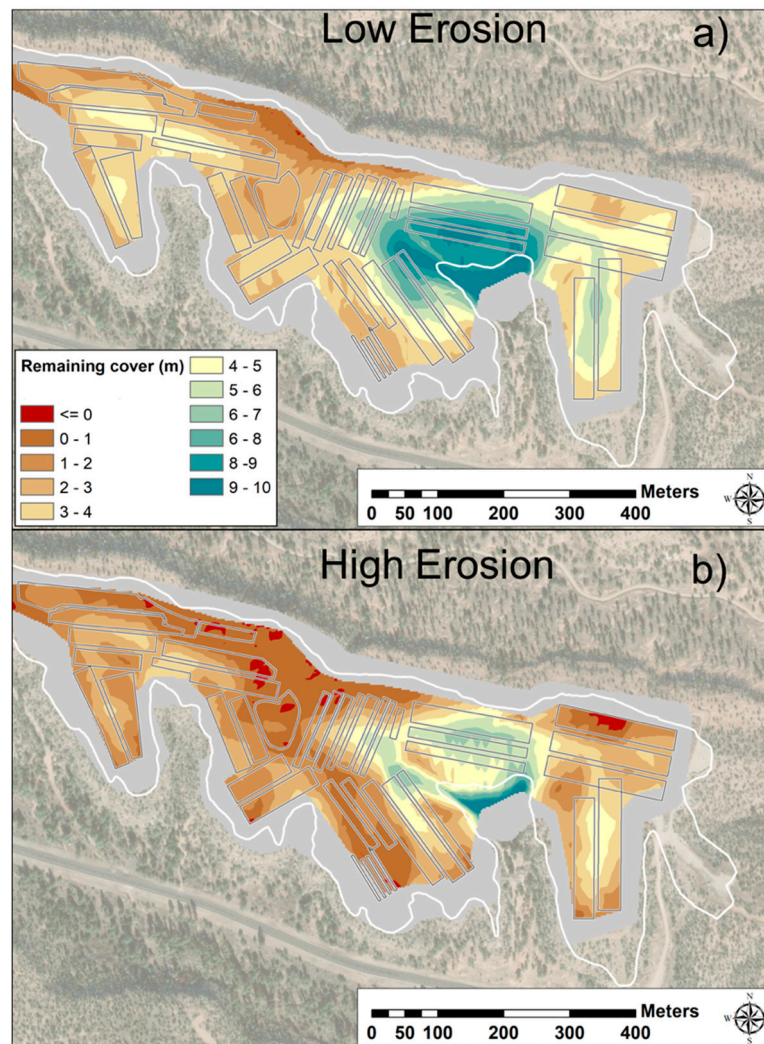 Low Erosion
a)
Remaining cover (m)
<= 0
0 - 1
1 - 2
2 - 3
3 - 4
4 - 5
5 - 6
6 - 7
6 - 8
8 -9
9 - 10
N
W E
S
Meters
0 50 100 200 300 400
High Erosion
b)
N
W E
S
Meters
0 50 100 200 300 400